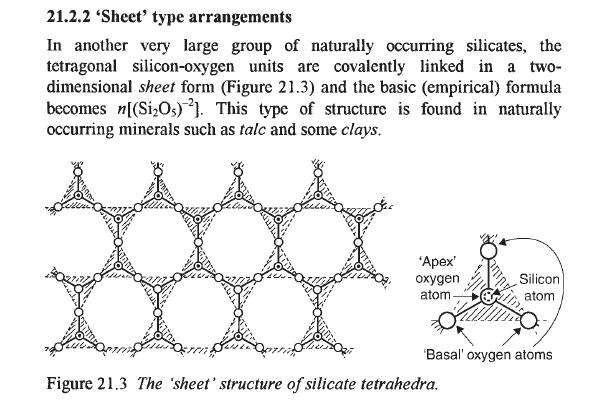 21.2.2 ‘Sheet’ type arrangements
In another very large group of naturally occurring silicates, the
tetragonal silicon-oxygen units are covalently linked in a two-
dimensional sheet form (Figure 21.3) and the basic (empirical) formula
becomes n[(Si₂O₅)⁻²]. This type of structure is found in naturally
occurring minerals such as talc and some clays.
‘Apex’
oxygen
atom
Silicon
atom
‘Basal’ oxygen atoms
Figure 21.3 The ‘sheet’ structure of silicate tetrahedra.